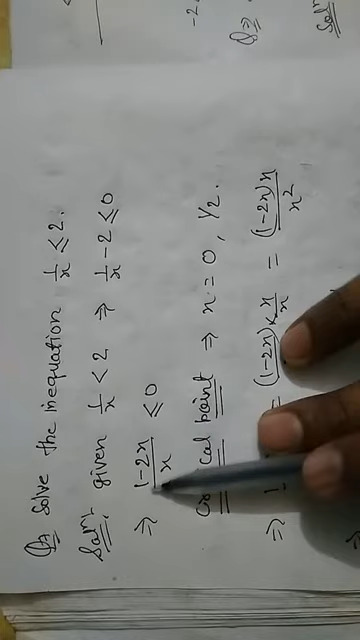 Q≫ Solve the inequation 1/x ≤ 2.
Solⁿ, given 1/x < 2 ⇒ 1/x - 2 ≤ 0
⇒ (1-2x)/x ≤ 0
point ⇒ x = 0, 1/2.
⇒ = (1-2x)/x × x/x = (1-2x)x/x²